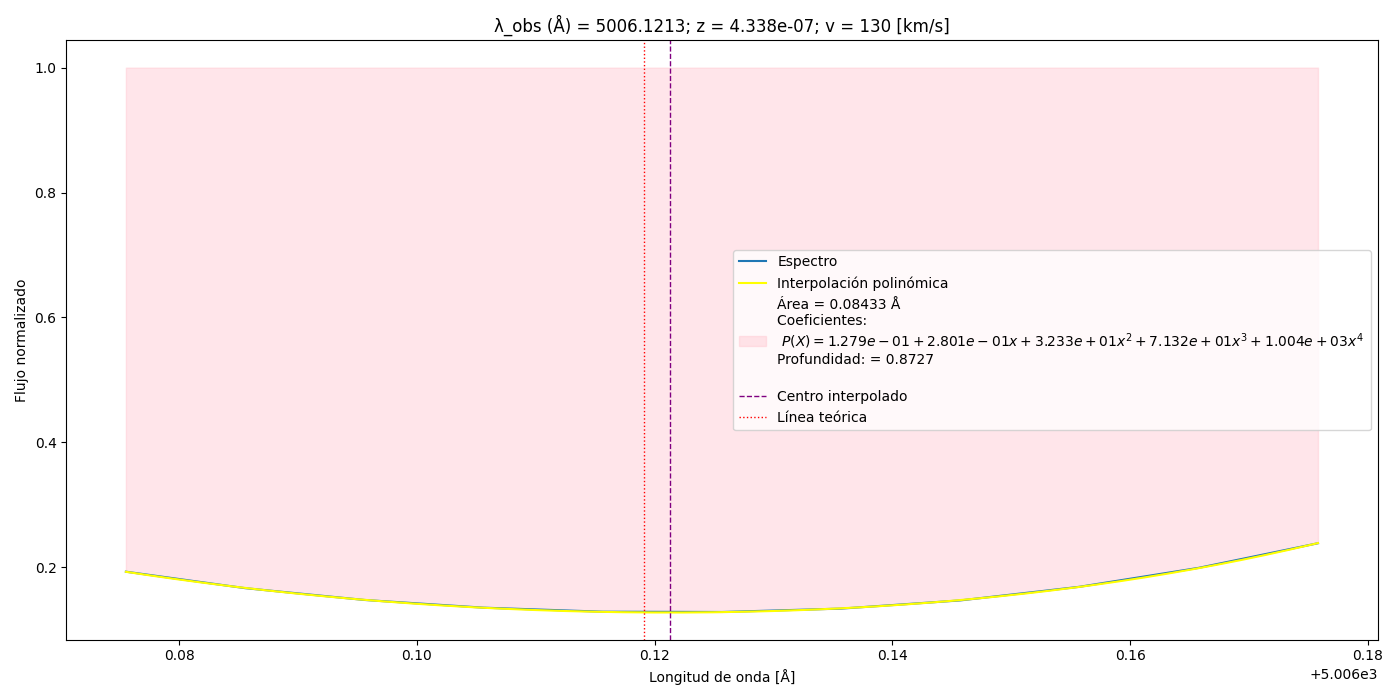 λ_obs (Å) = 5006.1213; z = 4.338e-07; v = 130 [km/s]
Flujo normalizado
1.0
0.8
0.6
0.4
0.2
Espectro
Interpolación polinómica
Área = 0.08433 Å
Coeficientes:
P(X) = 1.279e − 01 + 2.801e − 01x + 3.233e + 01x² + 7.132e + 01x³ + 1.004e + 03x⁴
Profundidad: = 0.8727
Centro interpolado
Línea teórica
0.08 0.10 0.12 0.14 0.16 0.18
+5.006e3
Longitud de onda [Å]